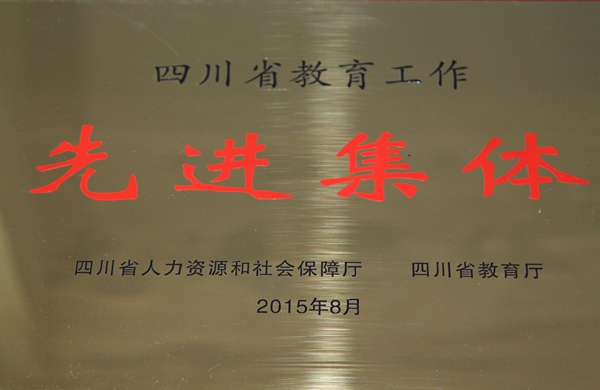 四川省教育工作
先进集体
四川省人力资源和社会保障厅 四川省教育厅
2015年8月